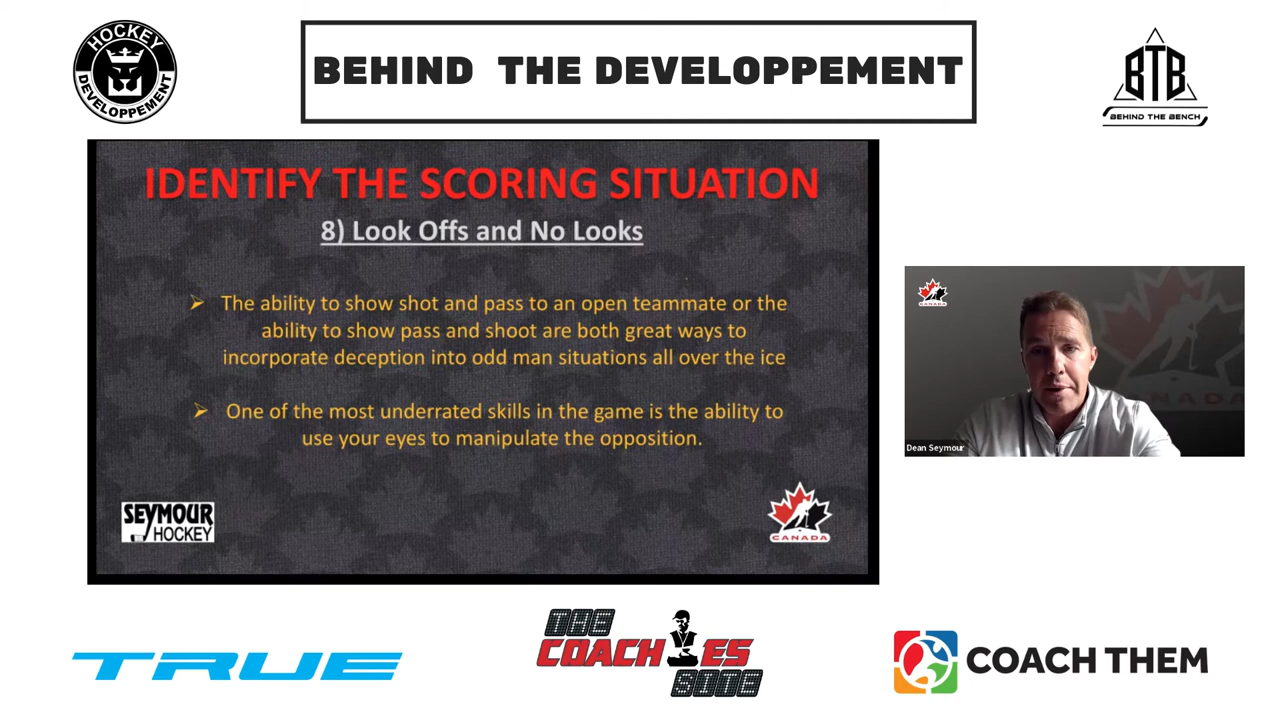 HOCKEY
DEVELOPPEMENT
BEHIND THE DEVELOPPEMENT
BTB
BEHIND THE BENCH
IDENTIFY THE SCORING SITUATION
8) Look Offs and No Looks
➢ The ability to show shot and pass to an open teammate or the
ability to show pass and shoot are both great ways to
incorporate deception into odd man situations all over the ice
➢ One of the most underrated skills in the game is the ability to
use your eyes to manipulate the opposition.
SEYMOUR
HOCKEY
CANADA
CANADA
CANADA
Dean Seymour
TRUE
THE
COACHES
SITE
COACH THEM